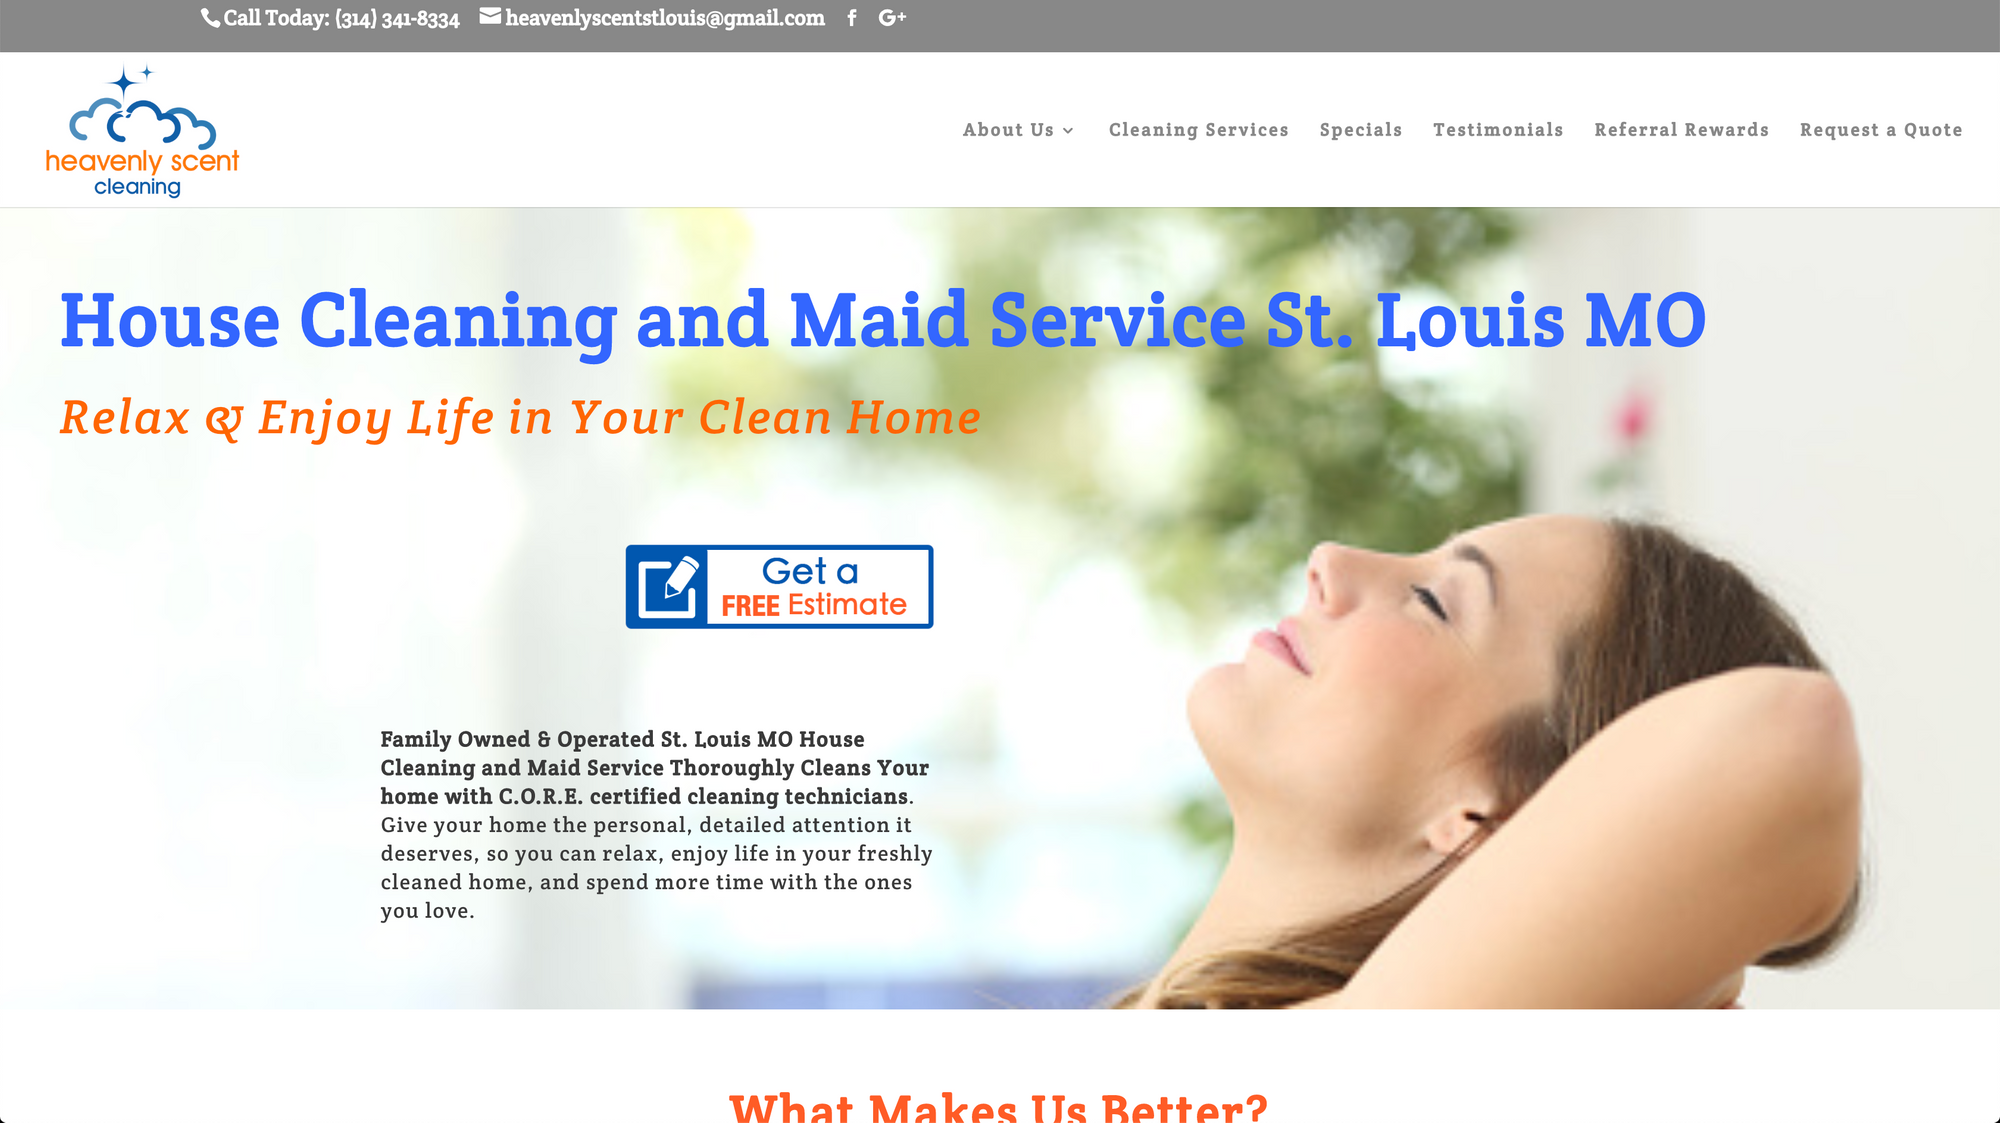 Call Today: (314) 341-8334 heavenlyscentstlouis@gmail.com f G+
heavenly scent
cleaning
About Us Cleaning Services Specials Testimonials Referral Rewards Request a Quote
House Cleaning and Maid Service St. Louis MO
Relax & Enjoy Life in Your Clean Home
Get a
FREE Estimate
Family Owned & Operated St. Louis MO House
Cleaning and Maid Service Thoroughly Cleans Your
home with C.O.R.E. certified cleaning technicians.
Give your home the personal, detailed attention it
deserves, so you can relax, enjoy life in your freshly
cleaned home, and spend more time with the ones
you love.
What Makes Us Better?